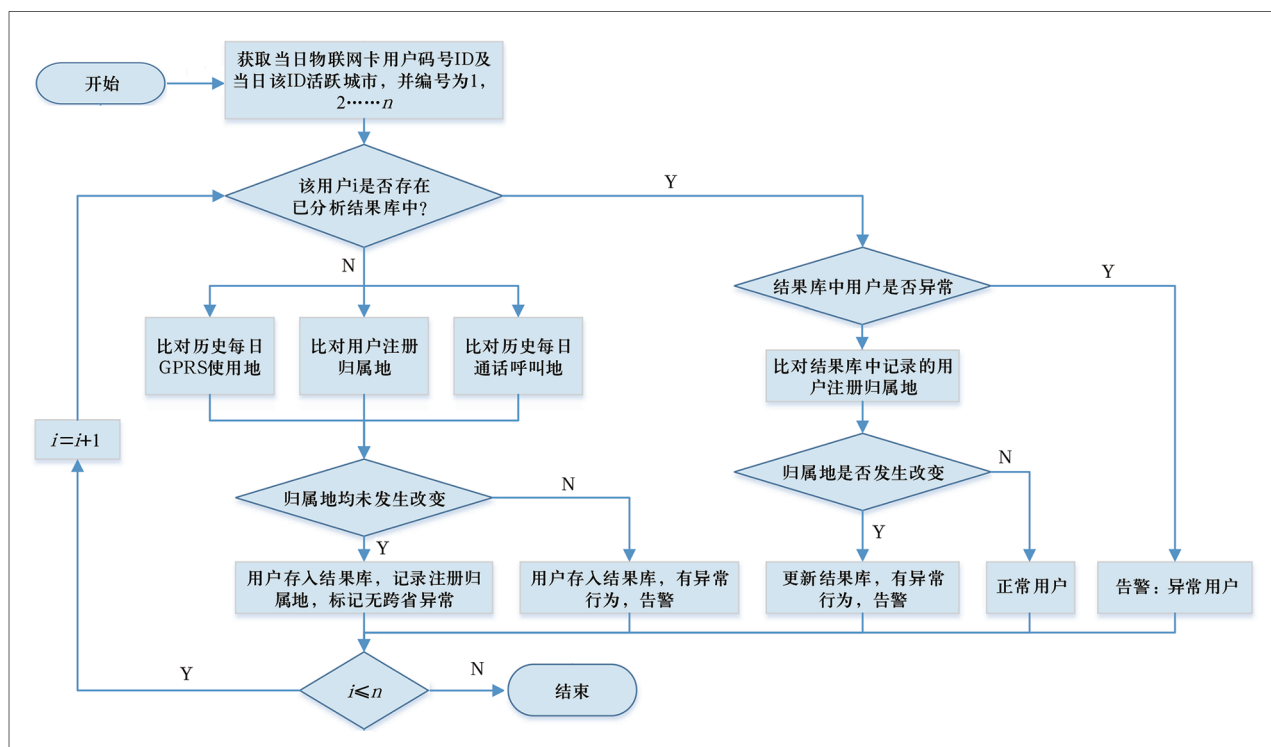 开始
获取当日物联网卡用户码号ID及
当日该ID活跃城市，并编号为1，
2……n
该用户i是否存在
已分析结果库中？
Y
N
结果库中用户是否异常
Y
比对历史每日
GPRS使用地
比对用户注册
归属地
比对历史每日
通话呼叫地
比对结果库中记录的用
户注册归属地
i=i+1
归属地均未发生改变
N
归属地是否发生改变
N
Y
Y
用户存入结果库，记录注册归
属地，标记无跨省异常
用户存入结果库，有异常
行为，告警
更新结果库，有异常
行为，告警
正常用户
告警：异常用户
Y
i≤n
N
结束